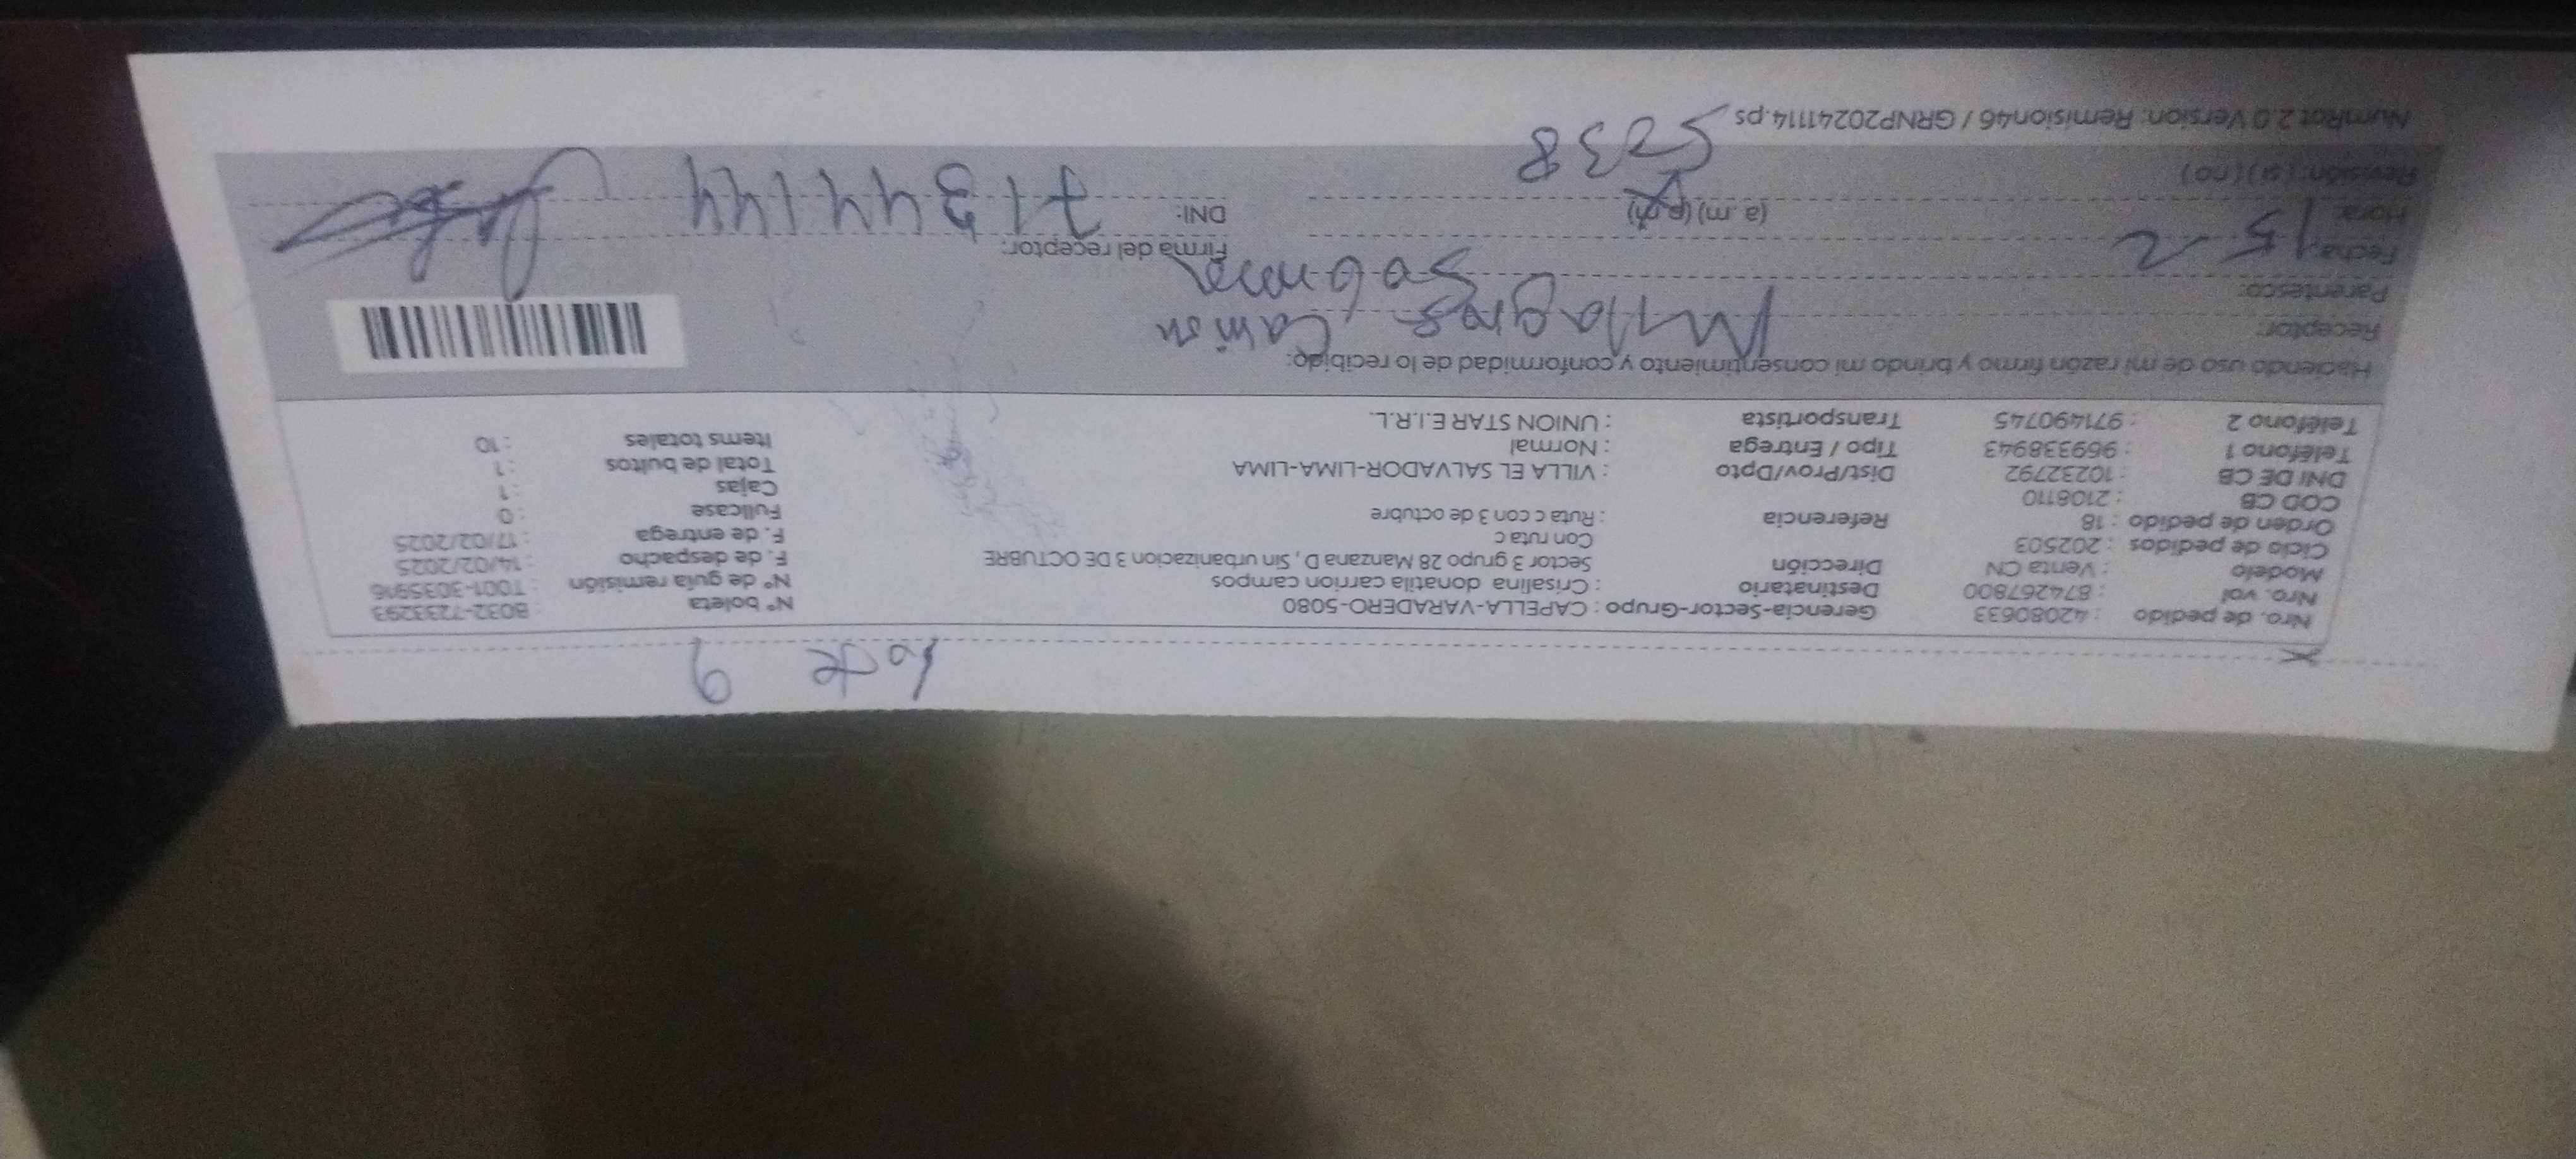 Lote 9
Nro. de pedido : 42080633 Gerencia-Sector-Grupo : CAPELLA-VARADERO-5080 N° boleta : B032-7233293
Nro. vol : 874267800 Destinatario : Crisalina donatila carrion campos N° de guía remisión : T001-3035916
Modelo : Venta CN Dirección Sector 3 grupo 28 Manzana D , Sin urbanizacion 3 DE OCTUBRE F. de despacho : 14/02/2025
Ciclo de pedidos : 202503 Con ruta c F. de entrega : 17/02/2025
Orden de pedido : 18 Referencia : Ruta c con 3 de octubre Fullcase : 0
COD CB : 2108110 Cajas : 1
DNI DE CB : 10232792 Dist/Prov/Dpto : VILLA EL SALVADOR-LIMA-LIMA Total de bultos : 1
Teléfono 1 : 969338943 Tipo / Entrega : Normal Items totales : 10
Teléfono 2 : 971490745 Transportista : UNION STAR E.I.R.L.
Haciendo uso de mi razón firmo y brindo mi consentimiento y conformidad de lo recibido:
Receptor: Milagros Carrion
Parentesco: Sobrina
Fecha: 15 2 Firma del receptor:
Hora: (a. m) (p. m) DNI: 71344144
Revisión: (si) (no) 5038
NumRot 2.0 Version: Remision46 / GRNP20241114.ps